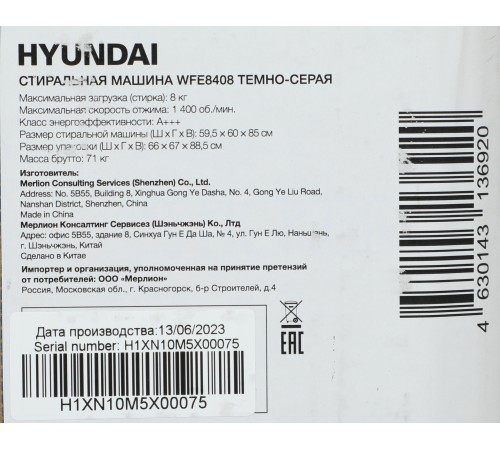 HYUNDAI
СТИРАЛЬНАЯ МАШИНА WFE8408 ТЕМНО-СЕРАЯ
Максимальная загрузка (стирка): 8 кг
Максимальная скорость отжима: 1 400 об./мин.
Класс энергоэффективности: А+++
Размер стиральной машины (Ш x Г x В): 59,5 x 60 x 85 см
Размер упаковки (Ш x Г x В): 66 x 67 x 88,5 см
Масса брутто: 71 кг
Изготовитель:
Merlion Consulting Services (Shenzhen) Co., Ltd.
Address: No. 5B55, Building 8, Xinghua Gong Ye Dasha, No. 4, Gong Ye Liu Road,
Nanshan District, Shenzhen, China
Made in China
Мерлион Консалтинг Сервисез (Шэньчжэнь) Ко., Лтд
Адрес: офис 5B55, здание 8, Синхуа Гун Е Да Ша, № 4, ул. Гун Е Лю, Наньшань,
г. Шэньчжэнь, Китай
Сделано в Китае
Импортер и организация, уполномоченная на принятие претензий
от потребителей: ООО «Мерлион»
Россия, Московская обл., г. Красногорск, б-р Строителей, д.4
Дата производства:13/06/2023
Serial number: H1XN10M5X00075
H1XN10M5X00075
EAC
4 630143 136920